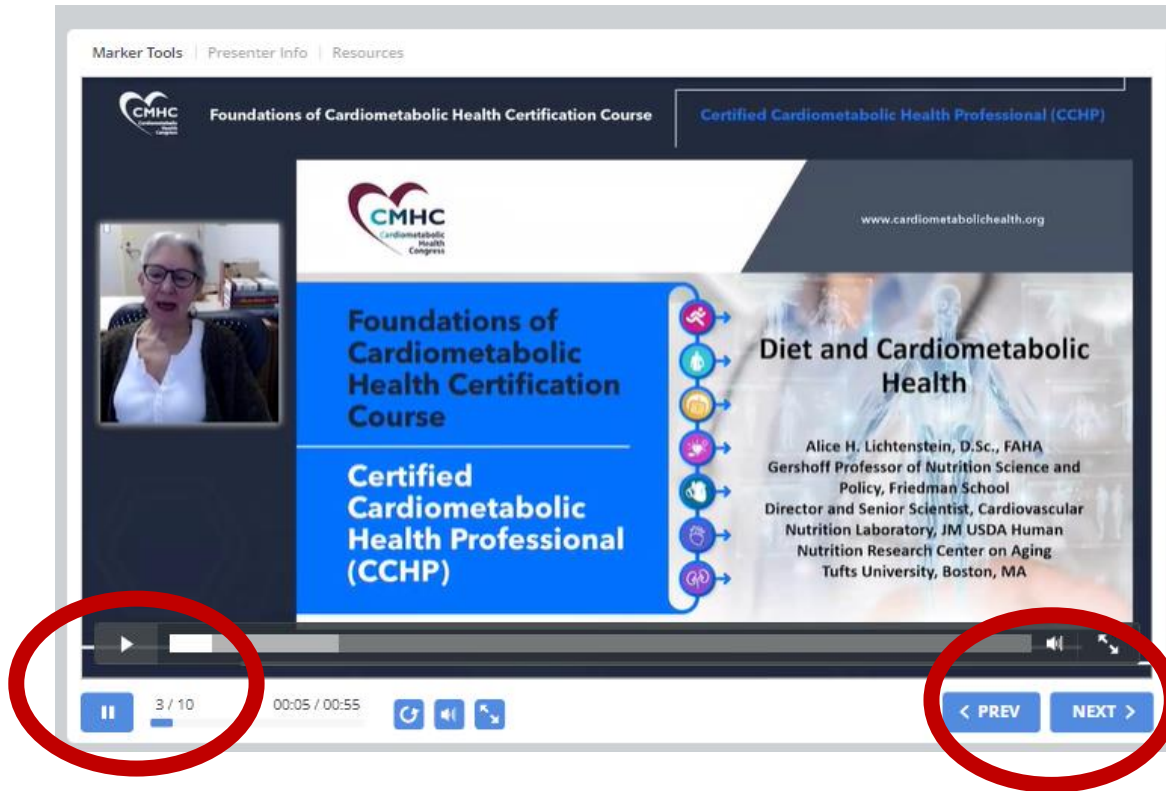 Marker Tools | Presenter Info | Resources
CMHC
Cardiometabolic
Health
Congress
Foundations of Cardiometabolic Health Certification Course
Certified Cardiometabolic Health Professional (CCHP)
CMHC
Cardiometabolic
Health
Congress
www.cardiometabolichealth.org
Foundations of
Cardiometabolic
Health Certification
Course
Certified
Cardiometabolic
Health Professional
(CCHP)
Diet and Cardiometabolic
Health
Alice H. Lichtenstein, D.Sc., FAHA
Gershoff Professor of Nutrition Science and
Policy, Friedman School
Director and Senior Scientist, Cardiovascular
Nutrition Laboratory, JM USDA Human
Nutrition Research Center on Aging
Tufts University, Boston, MA
3 / 10
00:05 / 00:55
< PREV
NEXT >